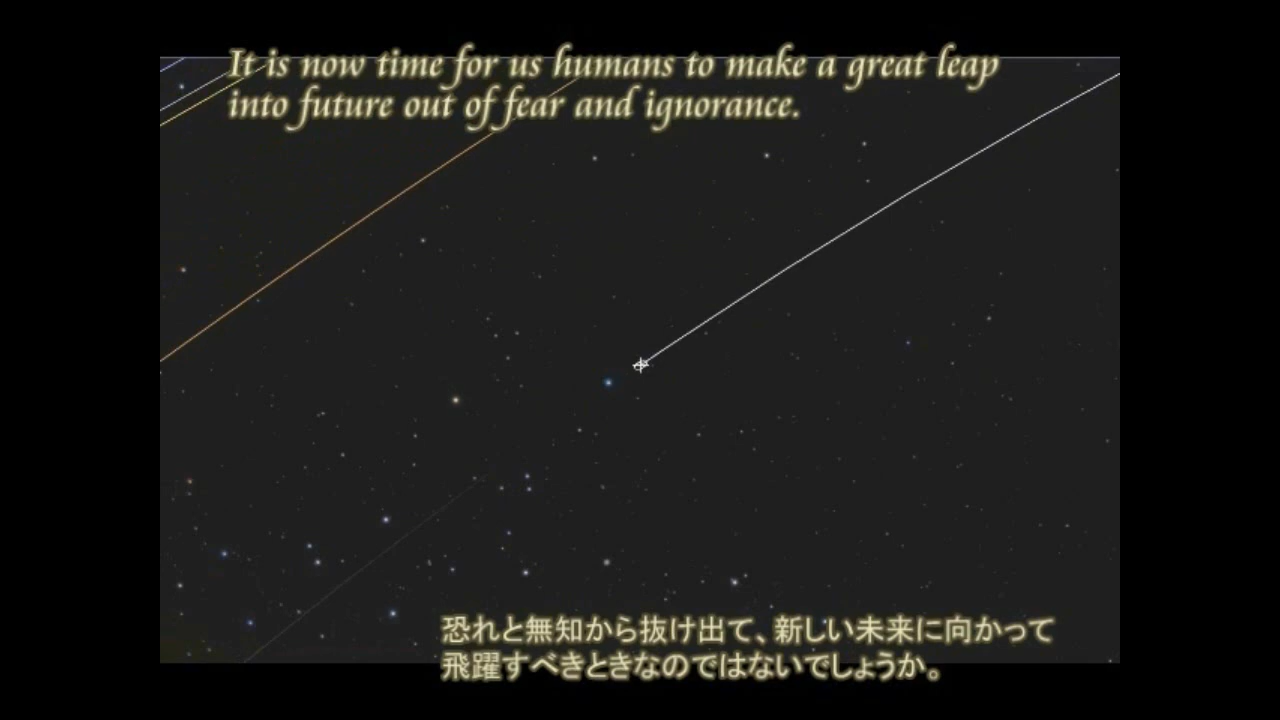 It is now time for us humans to make a great leap
into future out of fear and ignorance.
恐れと無知から抜け出て、新しい未来に向かって
飛躍すべきときなのではないでしょうか。